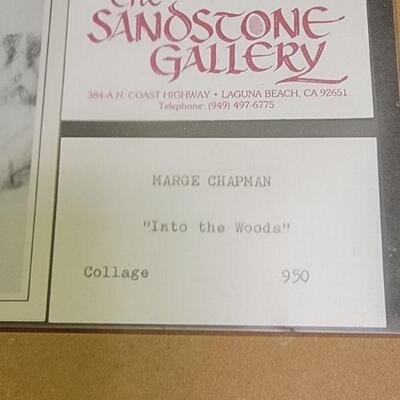 The
SANDSTONE
GALLERY
384-A N. COAST HIGHWAY • LAGUNA BEACH, CA 92651
Telephone: (949) 497-6775
MARGE CHAPMAN
"Into the Woods"
Collage 950